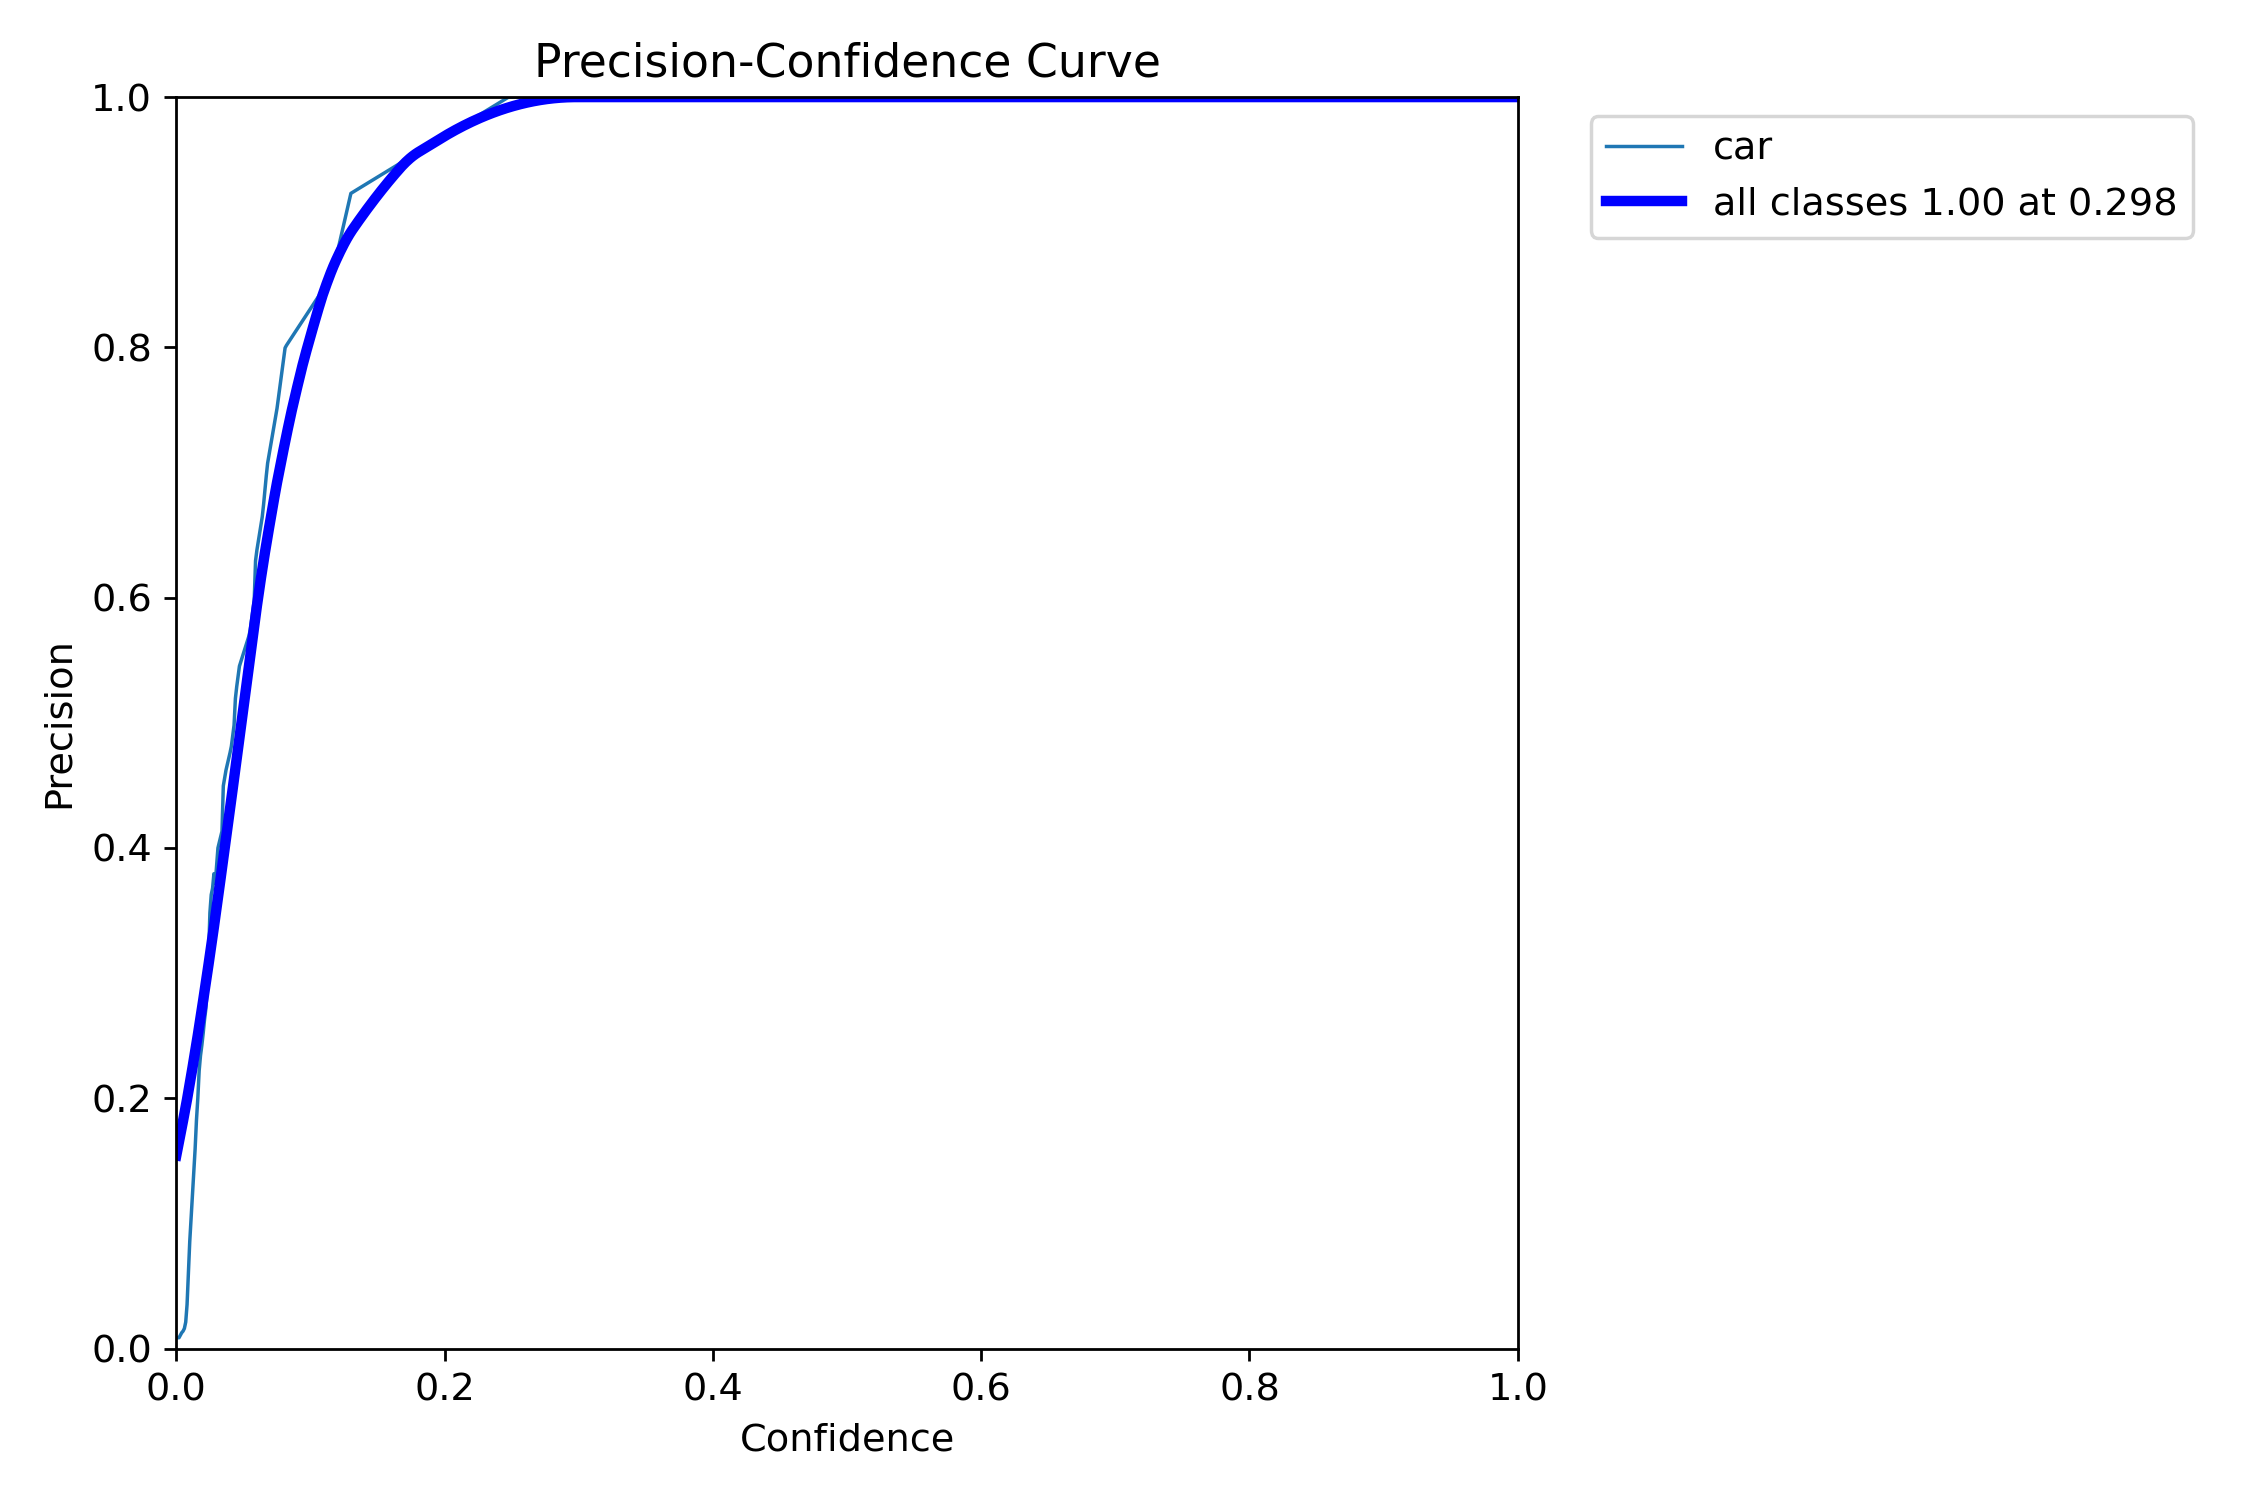 Precision-Confidence Curve
1.0
0.8
0.6
0.4
0.2
0.0
Precision
0.0 0.2 0.4 0.6 0.8 1.0
Confidence
car
all classes 1.00 at 0.298